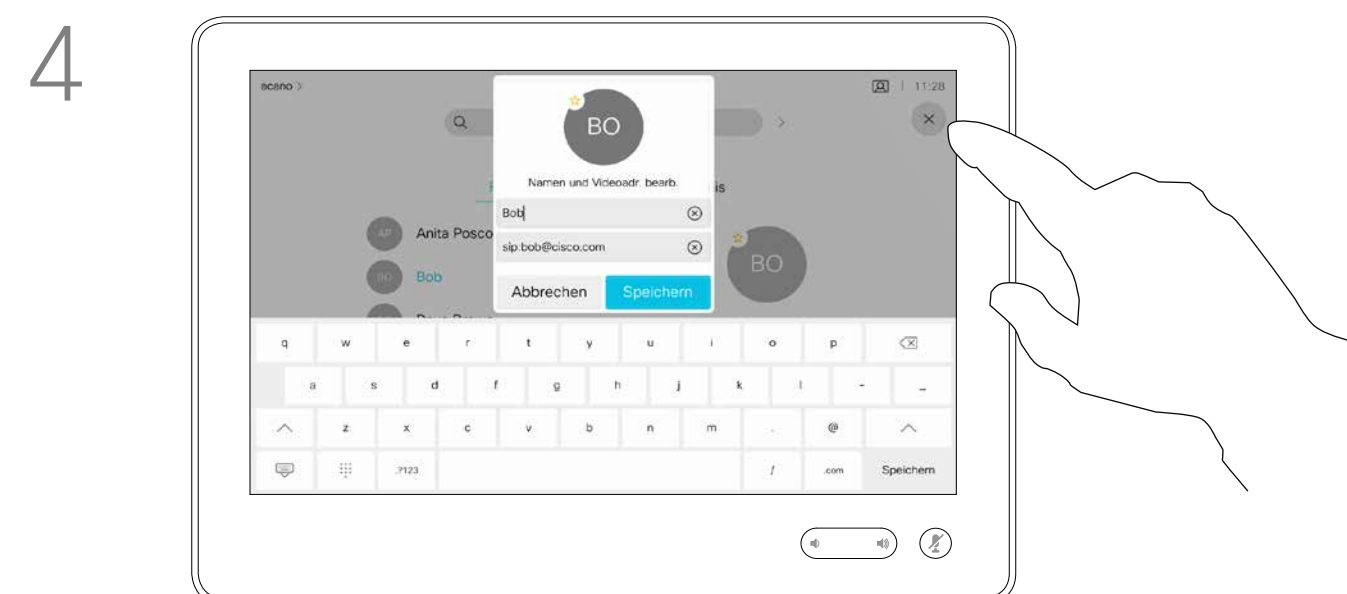 4
acano >
11:28
BO
Namen und Videoadr. bearb.
is
Bob
Anita Posco
sip:bob@cisco.com
BO
Bob
Abbrechen Speichern
q w e r t y u i o p
a s d f g h j k l - _
z x c v b n m . @
.?123 / .com Speichern